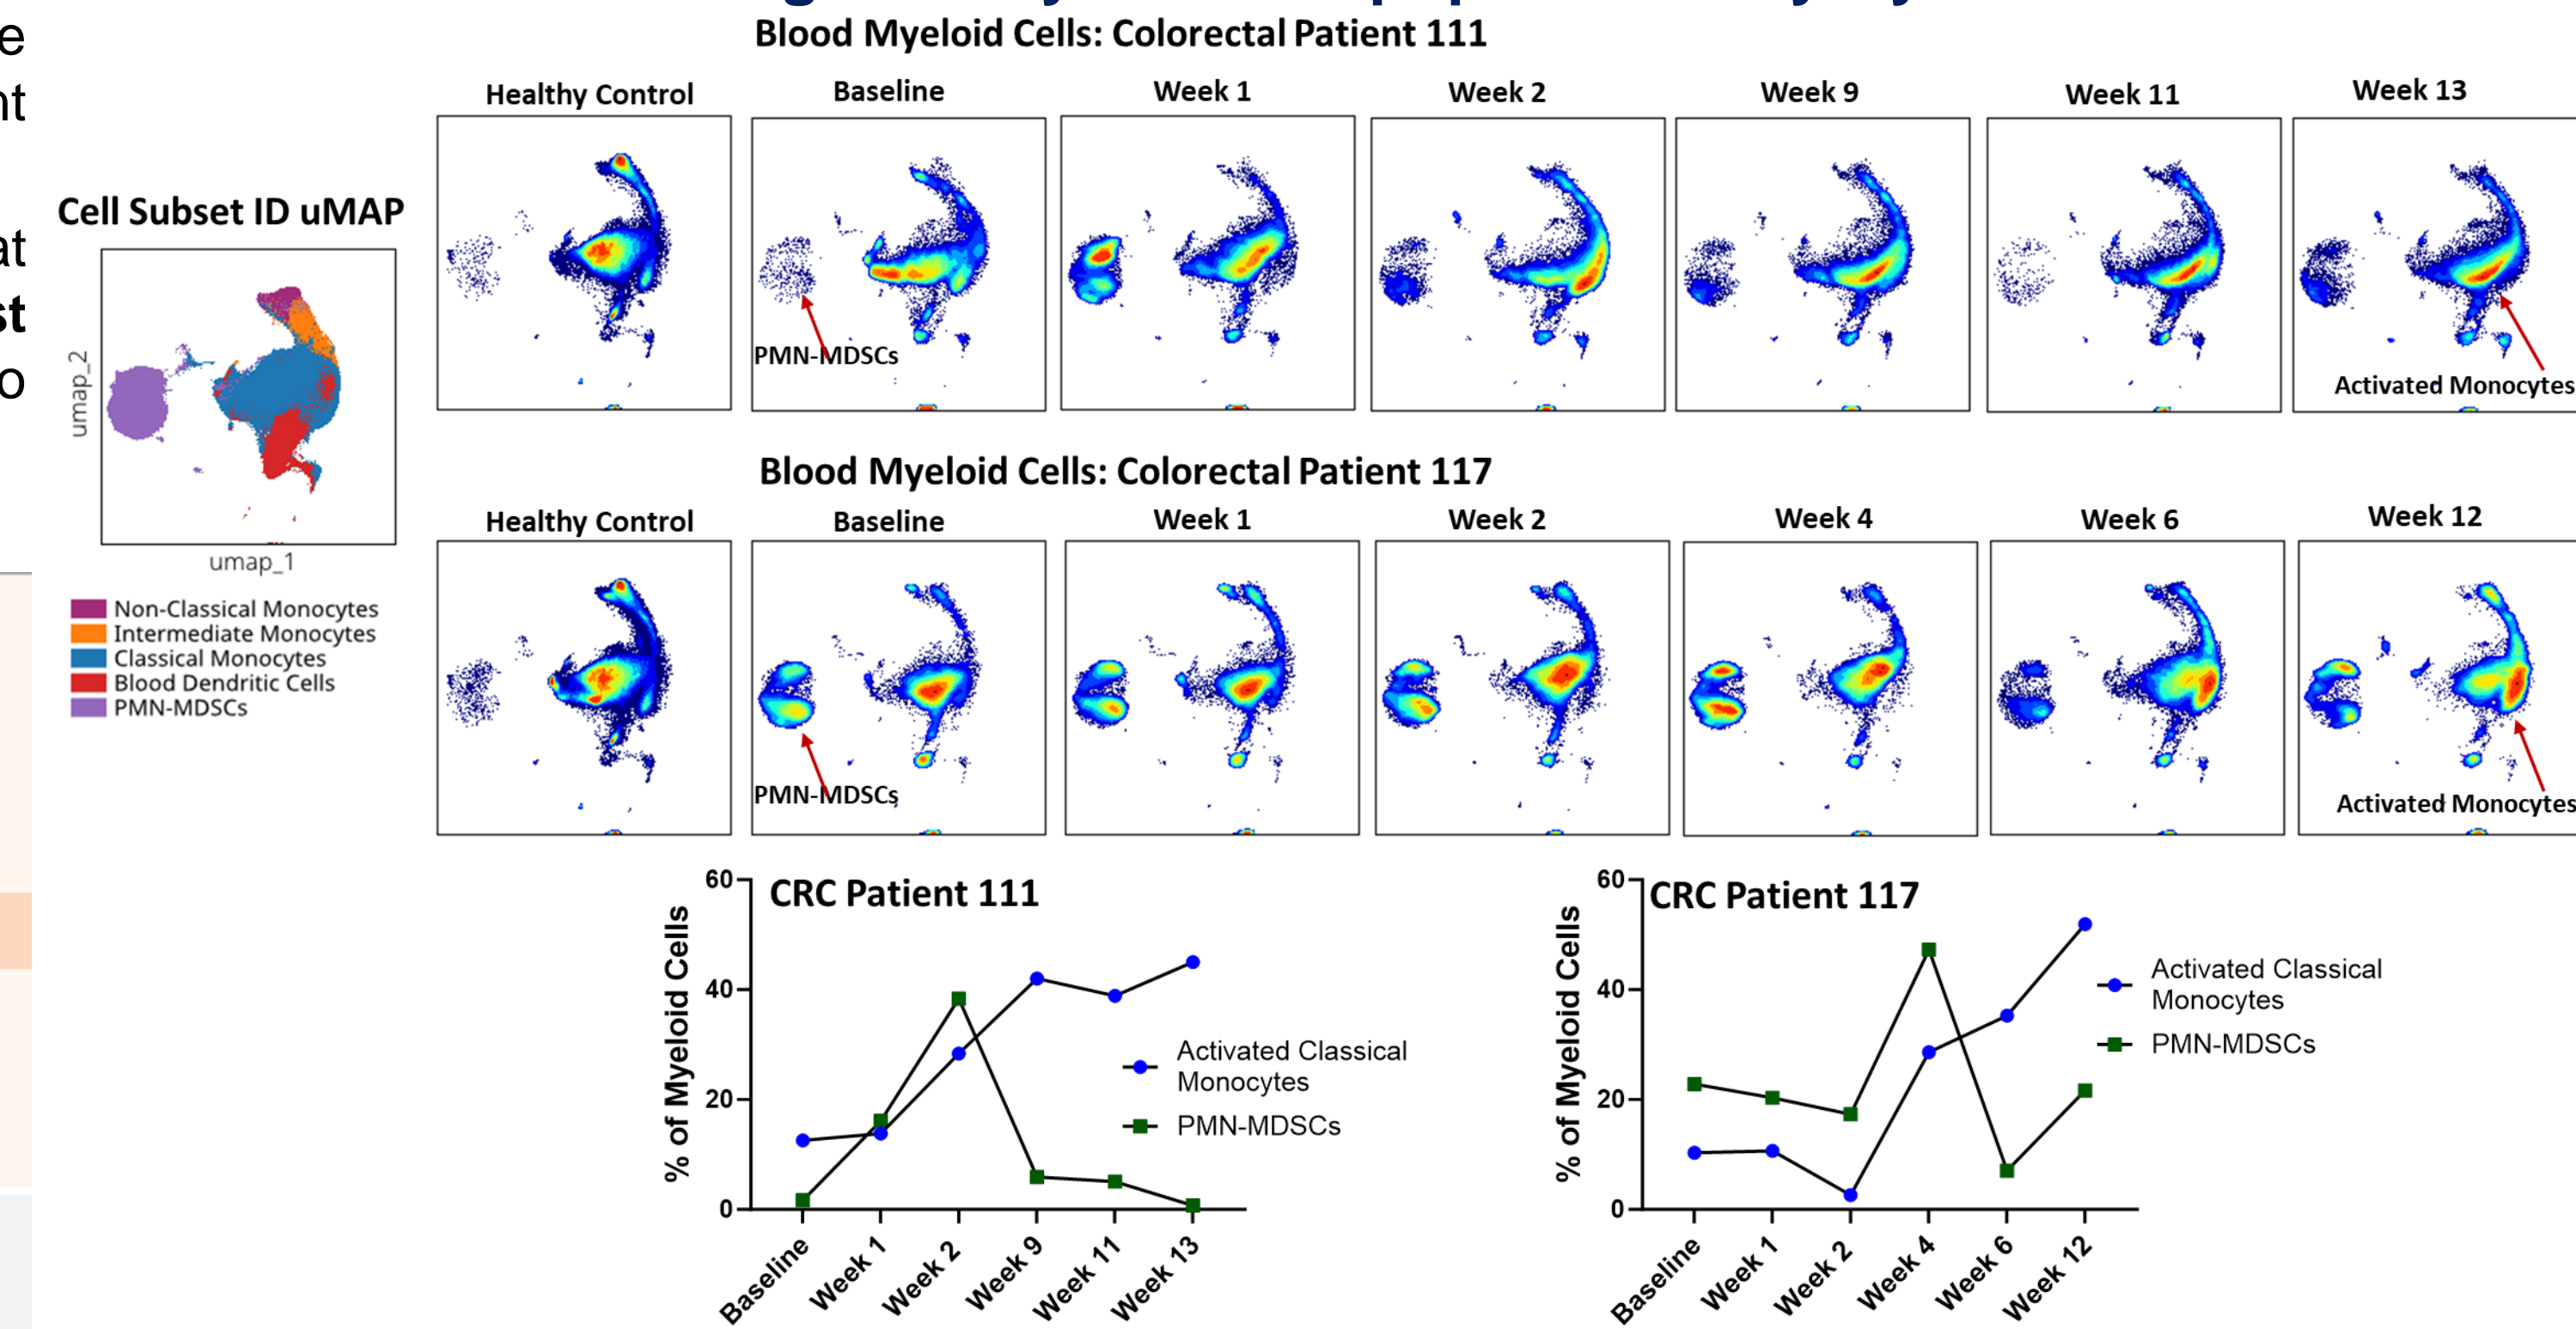 e
nt
at
st
o
Blood Myeloid Cells: Colorectal Patient 111
Healthy Control
Baseline
Week 1
Week 2
Week 9
Week 11
Week 13
PMN-MDSCs
Activated Monocytes
Cell Subset ID uMAP
umap_2
umap_1
Non-Classical Monocytes
Intermediate Monocytes
Classical Monocytes
Blood Dendritic Cells
PMN-MDSCs
Blood Myeloid Cells: Colorectal Patient 117
Healthy Control
Baseline
Week 1
Week 2
Week 4
Week 6
Week 12
PMN-MDSCs
Activated Monocytes
CRC Patient 111
% of Myeloid Cells
60
40
20
0
Baseline
Week 1
Week 2
Week 9
Week 11
Week 13
Activated Classical
Monocytes
PMN-MDSCs
CRC Patient 117
% of Myeloid Cells
60
40
20
0
Baseline
Week 1
Week 2
Week 4
Week 6
Week 12
Activated Classical
Monocytes
PMN-MDSCs